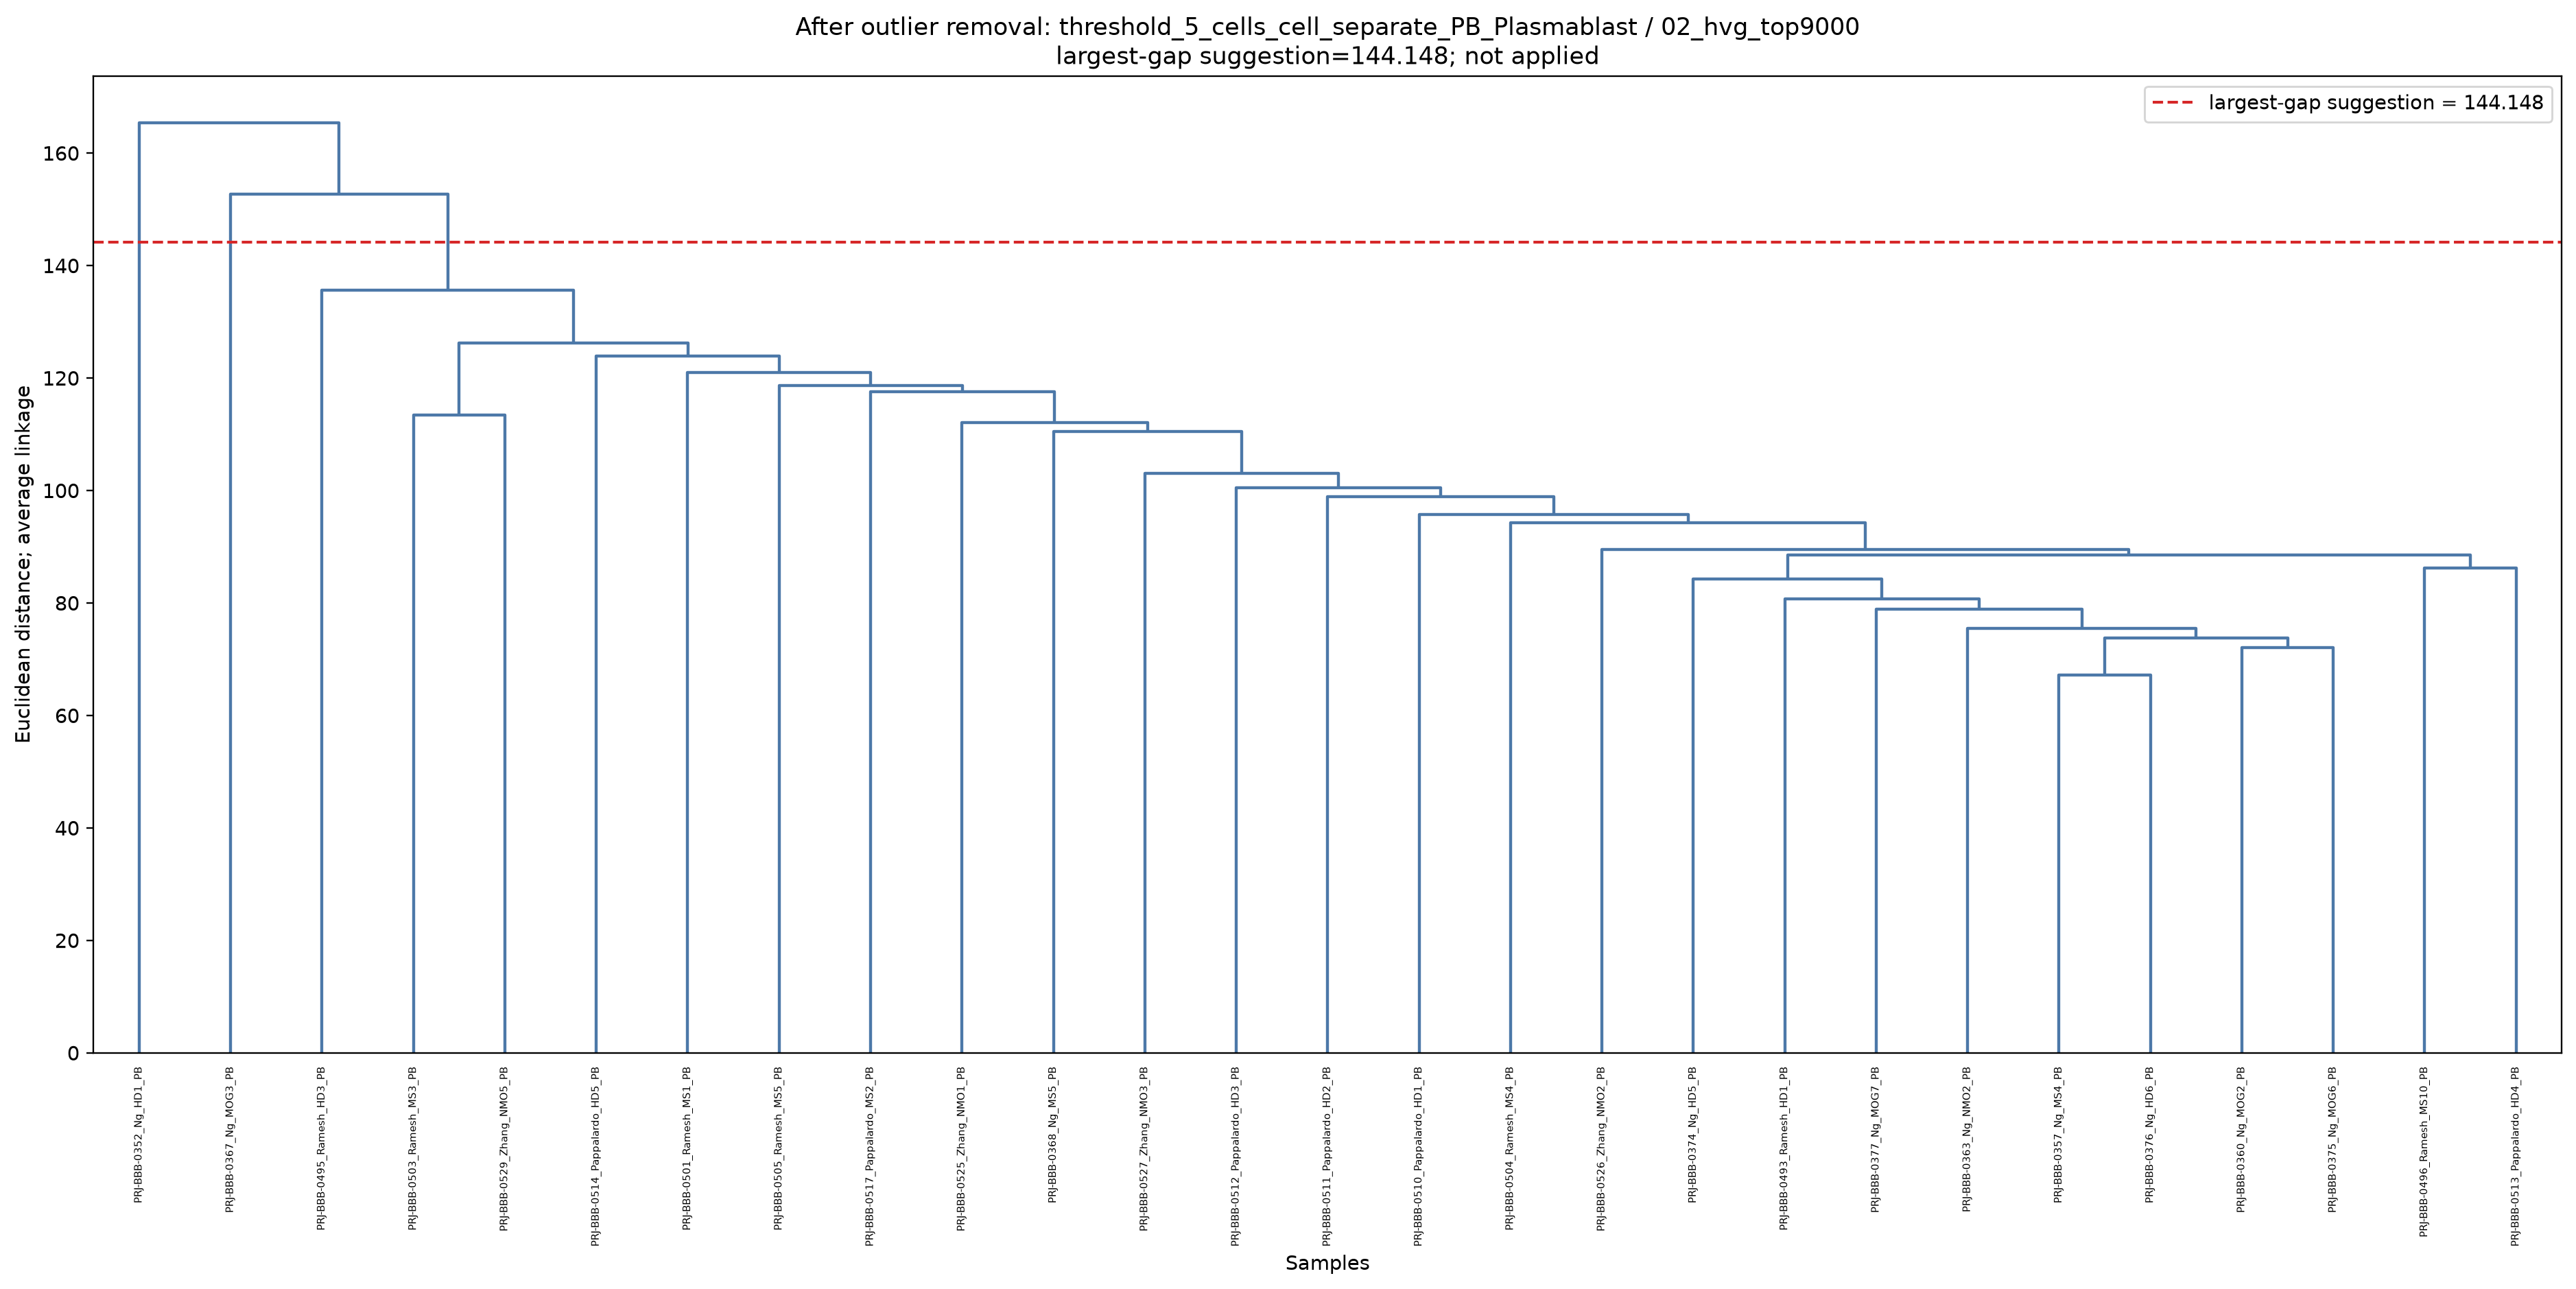 After outlier removal: threshold_5_cells_cell_separate_PB_Plasmablast / 02_hvg_top9000
largest-gap suggestion=144.148; not applied
largest-gap suggestion = 144.148
Euclidean distance; average linkage
160
140
120
100
80
60
40
20
0
PRJ-BBB-0352_Ng_HD1_PB
PRJ-BBB-0367_Ng_MOG3_PB
PRJ-BBB-0495_Ramesh_HD3_PB
PRJ-BBB-0503_Ramesh_MS3_PB
PRJ-BBB-0529_Zhang_NMO5_PB
PRJ-BBB-0514_Pappalardo_HD5_PB
PRJ-BBB-0501_Ramesh_MS1_PB
PRJ-BBB-0505_Ramesh_MS5_PB
PRJ-BBB-0517_Pappalardo_MS2_PB
PRJ-BBB-0525_Zhang_NMO1_PB
PRJ-BBB-0368_Ng_MS5_PB
PRJ-BBB-0527_Zhang_NMO3_PB
PRJ-BBB-0512_Pappalardo_HD3_PB
PRJ-BBB-0511_Pappalardo_HD2_PB
PRJ-BBB-0510_Pappalardo_HD1_PB
PRJ-BBB-0504_Ramesh_MS4_PB
PRJ-BBB-0526_Zhang_NMO2_PB
PRJ-BBB-0374_Ng_HD5_PB
PRJ-BBB-0493_Ramesh_HD1_PB
PRJ-BBB-0377_Ng_MOG7_PB
PRJ-BBB-0363_Ng_NMO2_PB
PRJ-BBB-0357_Ng_MS4_PB
PRJ-BBB-0376_Ng_HD6_PB
PRJ-BBB-0360_Ng_MOG2_PB
PRJ-BBB-0375_Ng_MOG6_PB
PRJ-BBB-0496_Ramesh_MS10_PB
PRJ-BBB-0513_Pappalardo_HD4_PB
Samples